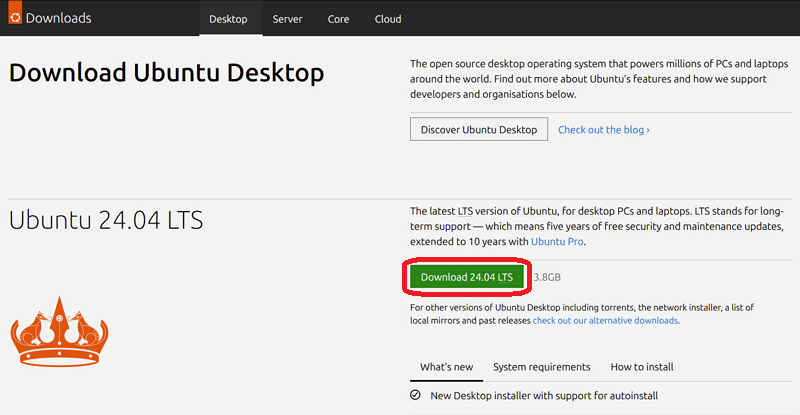 Downloads
Desktop
Server
Core
Cloud
Download Ubuntu Desktop
The open source desktop operating system that powers millions of PCs and laptops
around the world. Find out more about Ubuntu's features and how we support
developers and organisations below.
Discover Ubuntu Desktop
Check out the blog ›
Ubuntu 24.04 LTS
The latest LTS version of Ubuntu, for desktop PCs and laptops. LTS stands for long-
term support — which means five years of free security and maintenance updates,
extended to 10 years with Ubuntu Pro.
Download 24.04 LTS
3.8GB
For other versions of Ubuntu Desktop including torrents, the network installer, a list of
local mirrors and past releases check out our alternative downloads.
What's new
System requirements
How to install
New Desktop installer with support for autoinstall